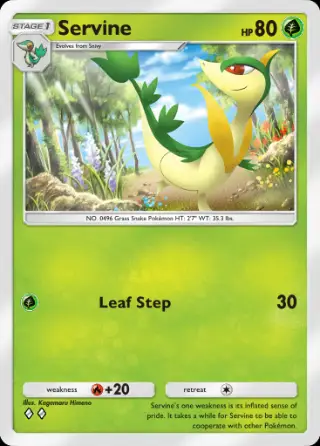 STAGE 1
Servine
HP 80
Evolves from Snivy
NO. 0496 Grass Snake Pokémon HT: 2'7" WT: 35.3 lbs.
Leaf Step 30
weakness +20
retreat
Illus. Kagemaru Himeno
Servine's one weakness is its inflated sense of
pride. It takes a while for Servine to be able to
cooperate with other Pokémon.